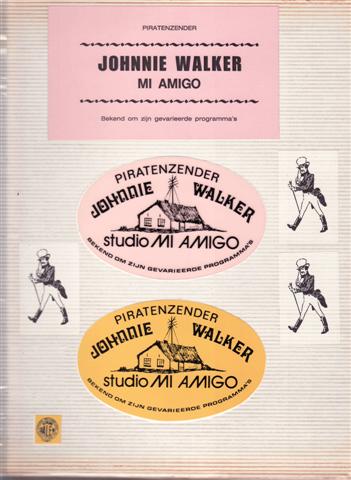 PIRATENZENDER
JOHNNIE WALKER
MI AMIGO
Bekend om zijn gevarieerde programma's
PIRATENZENDER
JOHNNIE WALKER
studio MI AMIGO
BEKEND OM ZIJN GEVARIEERDE PROGRAMMA'S
PIRATENZENDER
JOHNNIE WALKER
studio MI AMIGO
BEKEND OM ZIJN GEVARIEERDE PROGRAMMA'S